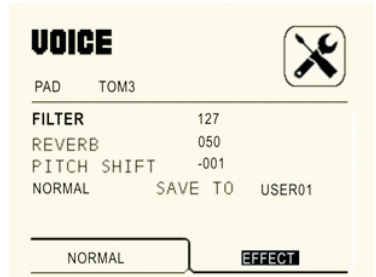 VOICE
PAD TOM3
FILTER 127
REVERB 050
PITCH SHIFT -001
NORMAL SAVE TO USER01
NORMAL EFFECT